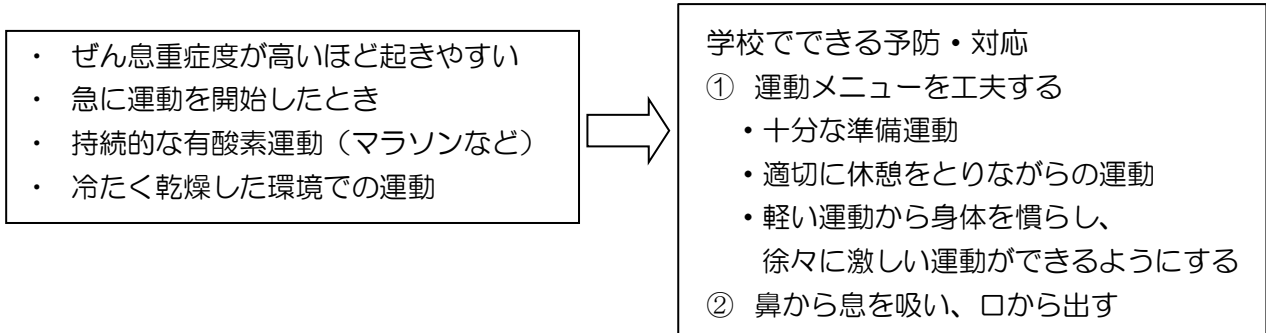 ・ ぜん息重症度が高いほど起きやすい
・ 急に運動を開始したとき
・ 持続的な有酸素運動（マラソンなど）
・ 冷たく乾燥した環境での運動
学校でできる予防・対応
① 運動メニューを工夫する
・十分な準備運動
・適切に休憩をとりながらの運動
・軽い運動から身体を慣らし、
徐々に激しい運動ができるようにする
② 鼻から息を吸い、口から出す